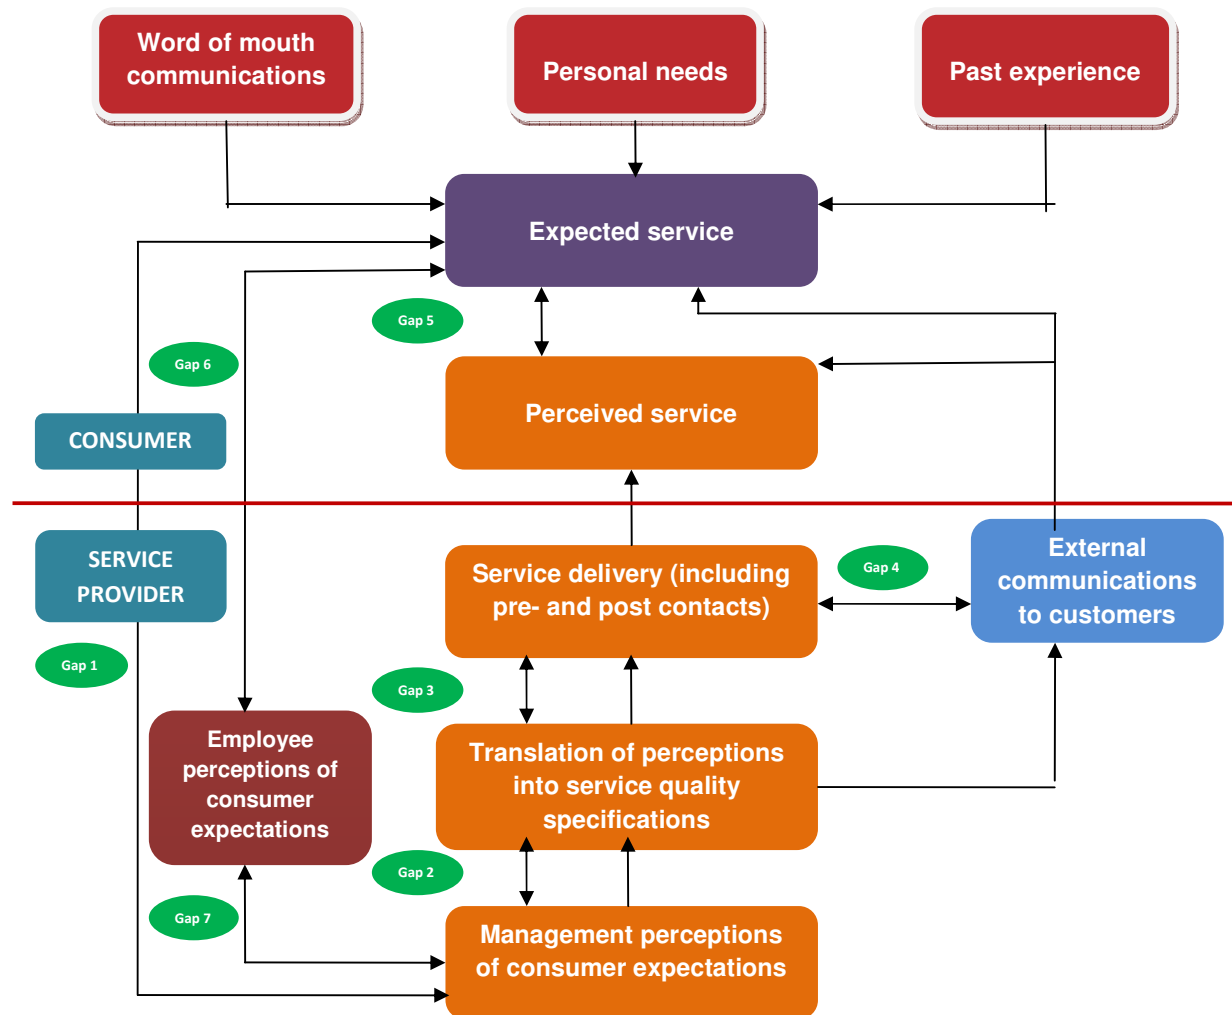 Word of mouth
communications
Personal needs
Past experience
Expected service
Gap 5
Gap 6
Perceived service
CONSUMER
SERVICE
PROVIDER
Service delivery (including
pre- and post contacts)
Gap 4
External
communications
to customers
Gap 1
Gap 3
Employee
perceptions of
consumer
expectations
Translation of perceptions
into service quality
specifications
Gap 2
Gap 7
Management perceptions
of consumer expectations